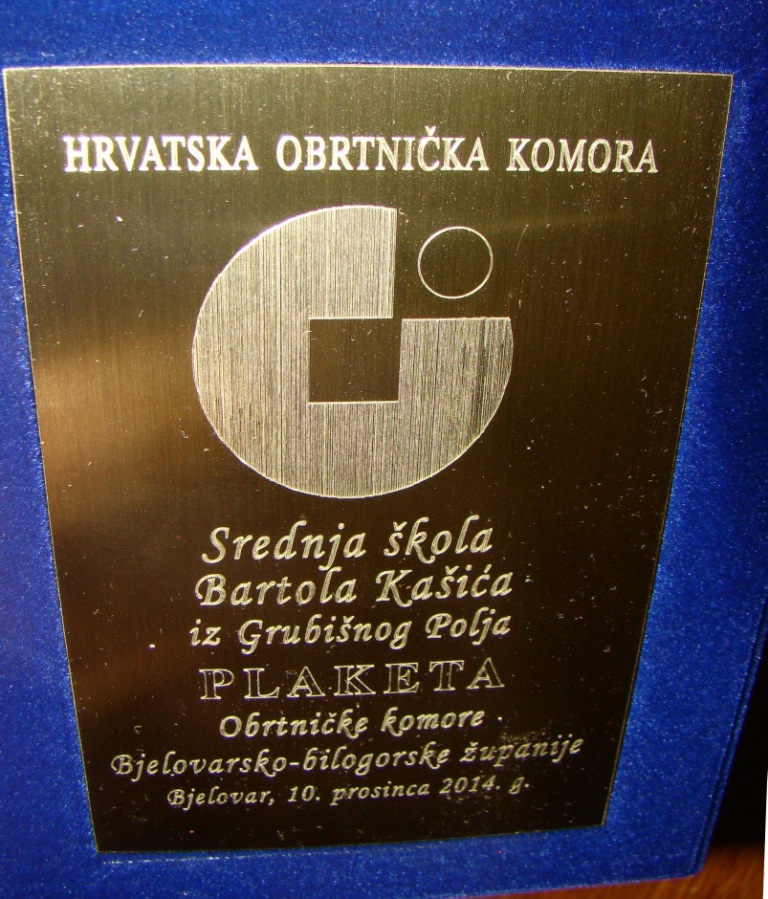 HRVATSKA OBRTNIČKA KOMORA
Srednja škola
Bartola Kašića
iz Grubišnog Polja
PLAKETA
Obrtničke komore
Bjelovarsko-bilogorske županije
Bjelovar, 10. prosinca 2014. g.